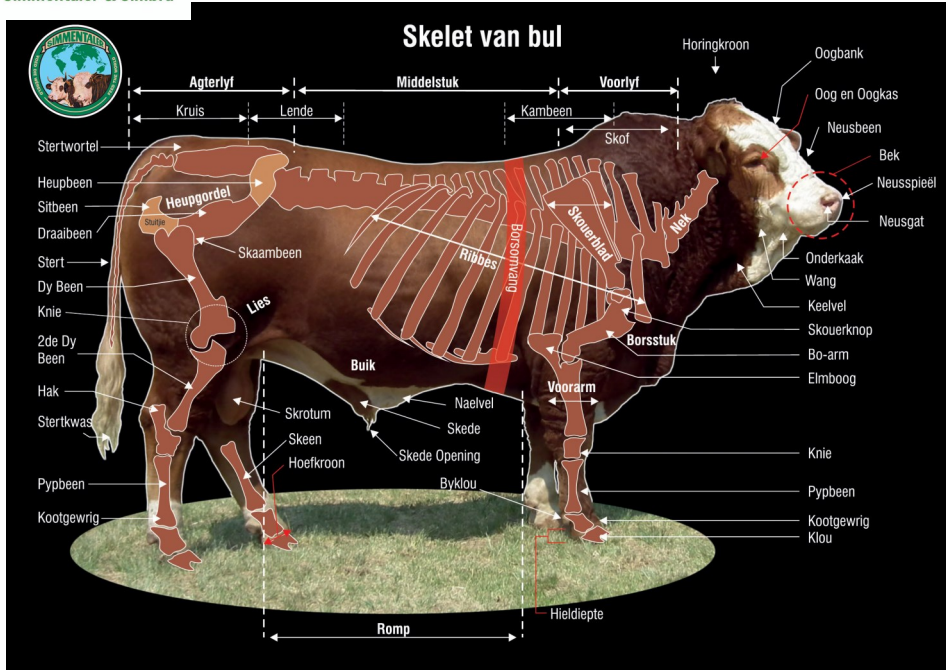 Skelet van bul
SIMMENTALER
Agterlyf
Middelstuk
Voorlyf
Kruis
Lende
Kambeen
Skof
Horingkroon
Oogbank
Oog en Oogkas
Neusbeen
Bek
Neusspieël
Neusgat
Onderkaak
Wang
Keelvel
Skouerknop
Bo-arm
Elmboog
Knie
Pypbeen
Kootgewrig
Klou
Stertwortel
Heupbeen
Sitbeen
Draaibeen
Stert
Dy Been
Knie
2de Dy
Been
Hak
Stertkwas
Pypbeen
Kootgewrig
Heupgordel
Stuitjie
Skaambeen
Lies
Ribbes
Borsomvang
Skouerblad
Nek
Borsstuk
Voorarm
Buik
Naelvel
Skede
Skede Opening
Skrotum
Skeen
Hoefkroon
Byklou
Hieldiepte
Romp